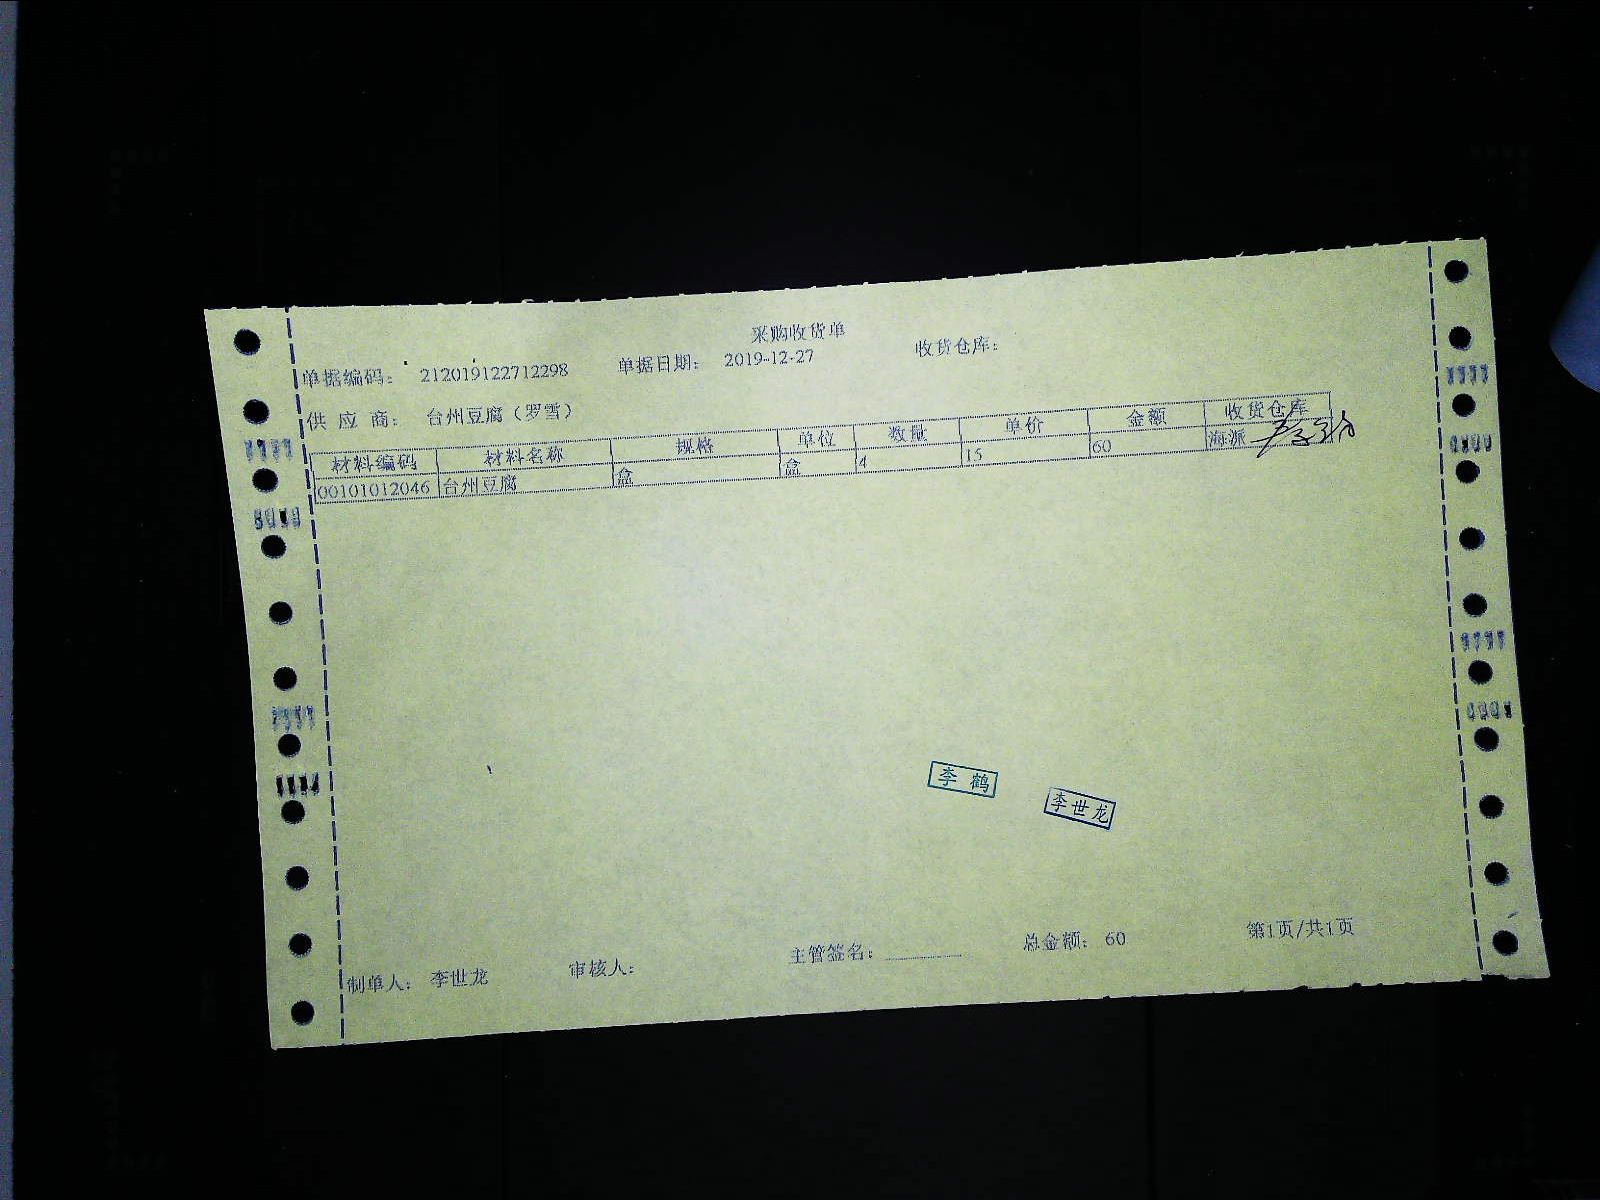 采购收货单
单据编码： 212019122712298 单据日期： 2019-12-27 收货仓库：
供 应 商： 台州豆腐（罗雪）
材料编码 材料名称 规格 单位 数量 单价 金额 收货仓库
00101012046 台州豆腐 盒 盒 4 15 60 海派
李 鹤
李世龙
制单人： 李世龙 审核人： 主管签名： 总金额： 60 第1页/共1页